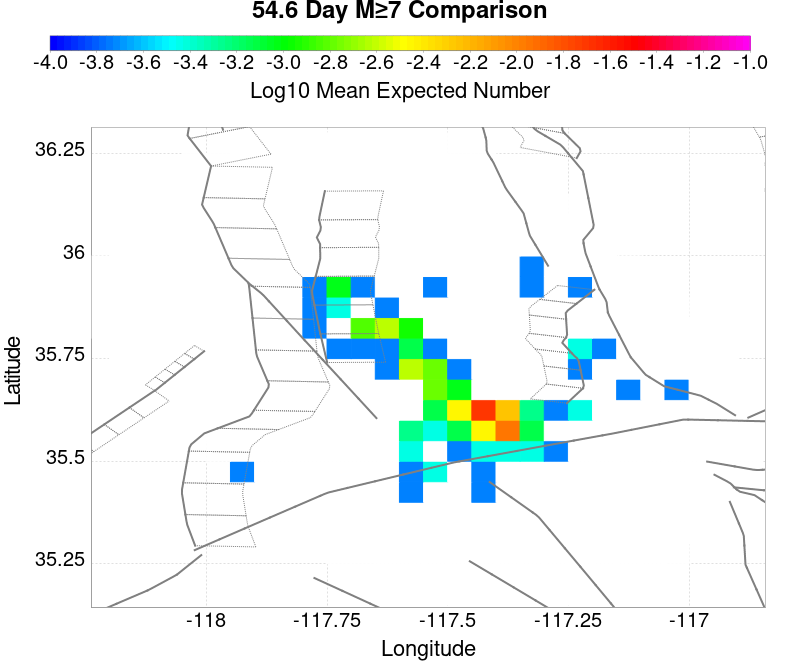 54.6 Day M≥7 Comparison
-4.0 -3.8 -3.6 -3.4 -3.2 -3.0 -2.8 -2.6 -2.4 -2.2 -2.0 -1.8 -1.6 -1.4 -1.2 -1.0
Log10 Mean Expected Number
36.25
36
35.75
35.5
35.25
Latitude
-118 -117.75 -117.5 -117.25 -117
Longitude